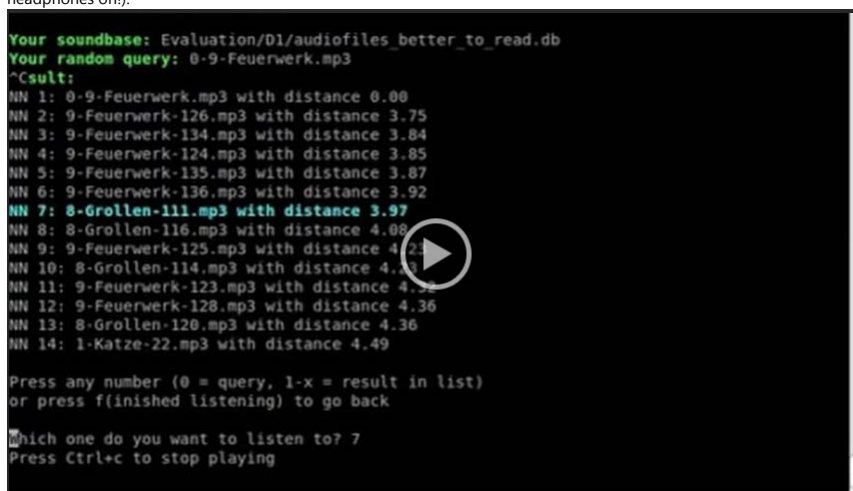 headphones on!).
Your soundbase: Evaluation/D1/audiofiles_better_to_read.db
Your random query: 0-9-Feuerwerk.mp3
^Csult:
NN 1: 0-9-Feuerwerk.mp3 with distance 0.00
NN 2: 9-Feuerwerk-126.mp3 with distance 3.75
NN 3: 9-Feuerwerk-134.mp3 with distance 3.84
NN 4: 9-Feuerwerk-124.mp3 with distance 3.85
NN 5: 9-Feuerwerk-135.mp3 with distance 3.87
NN 6: 9-Feuerwerk-136.mp3 with distance 3.92
NN 7: 8-Grollen-111.mp3 with distance 3.97
NN 8: 8-Grollen-116.mp3 with distance 4.08
NN 9: 9-Feuerwerk-125.mp3 with distance 4.23
NN 10: 8-Grollen-114.mp3 with distance
NN 11: 9-Feuerwerk-123.mp3 with distance
NN 12: 9-Feuerwerk-128.mp3 with distance 4.36
NN 13: 8-Grollen-120.mp3 with distance 4.36
NN 14: 1-Katze-22.mp3 with distance 4.49
Press any number (0 = query, 1-x = result in list)
or press f(inished listening) to go back
Which one do you want to listen to? 7
Press Ctrl+c to stop playing